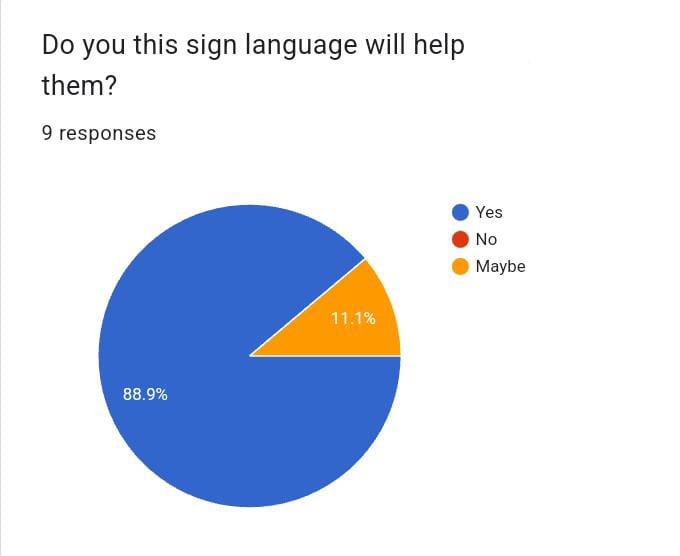 Do you this sign language will help
them?
9 responses
Yes
No
Maybe
11.1%
88.9%